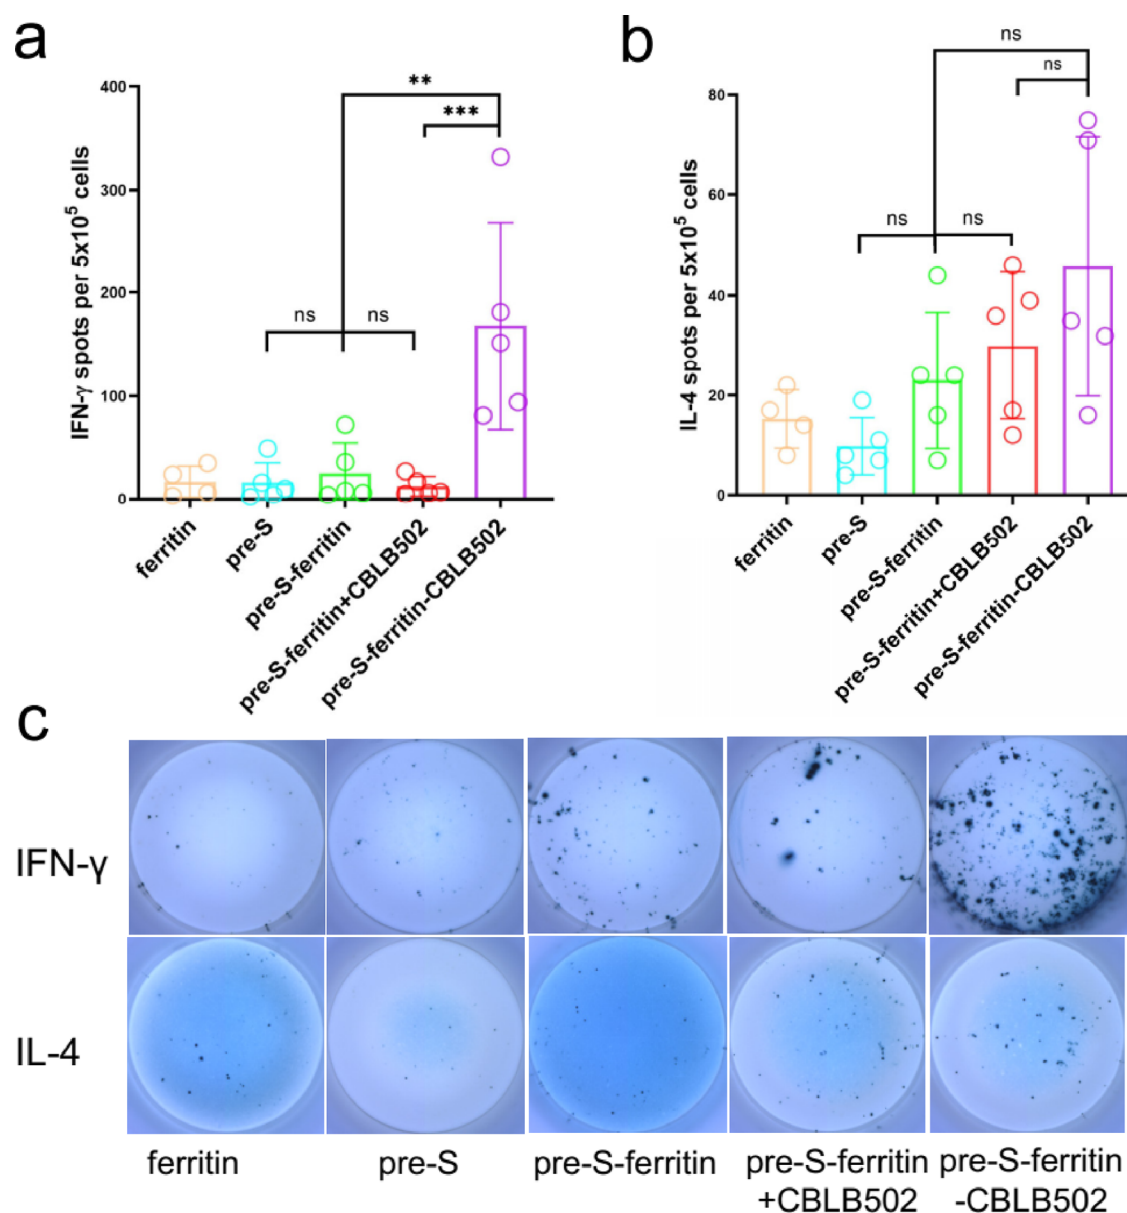 a
IFN-γ spots per 5x10⁵ cells
400
300
200
100
0
**
***
ns
ns
ferritin
pre-S
pre-S-ferritin
pre-S-ferritin+CBLB502
pre-S-ferritin-CBLB502
b
IL-4 spots per 5x10⁵ cells
80
60
40
20
0
ns
ns
ns
ns
ferritin
pre-S
pre-S-ferritin
pre-S-ferritin+CBLB502
pre-S-ferritin-CBLB502
c
IFN-γ
IL-4
ferritin
pre-S
pre-S-ferritin
pre-S-ferritin
+CBLB502
pre-S-ferritin
-CBLB502